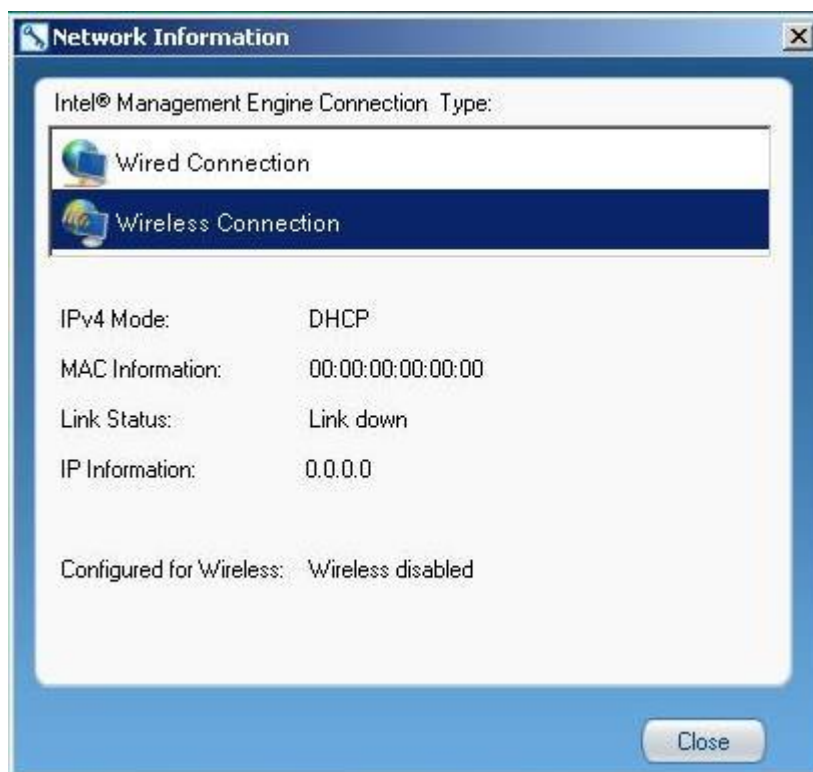 Network Information
Intel® Management Engine Connection Type:
Wired Connection
Wireless Connection
IPv4 Mode: DHCP
MAC Information: 00:00:00:00:00:00
Link Status: Link down
IP Information: 0.0.0.0
Configured for Wireless: Wireless disabled
Close